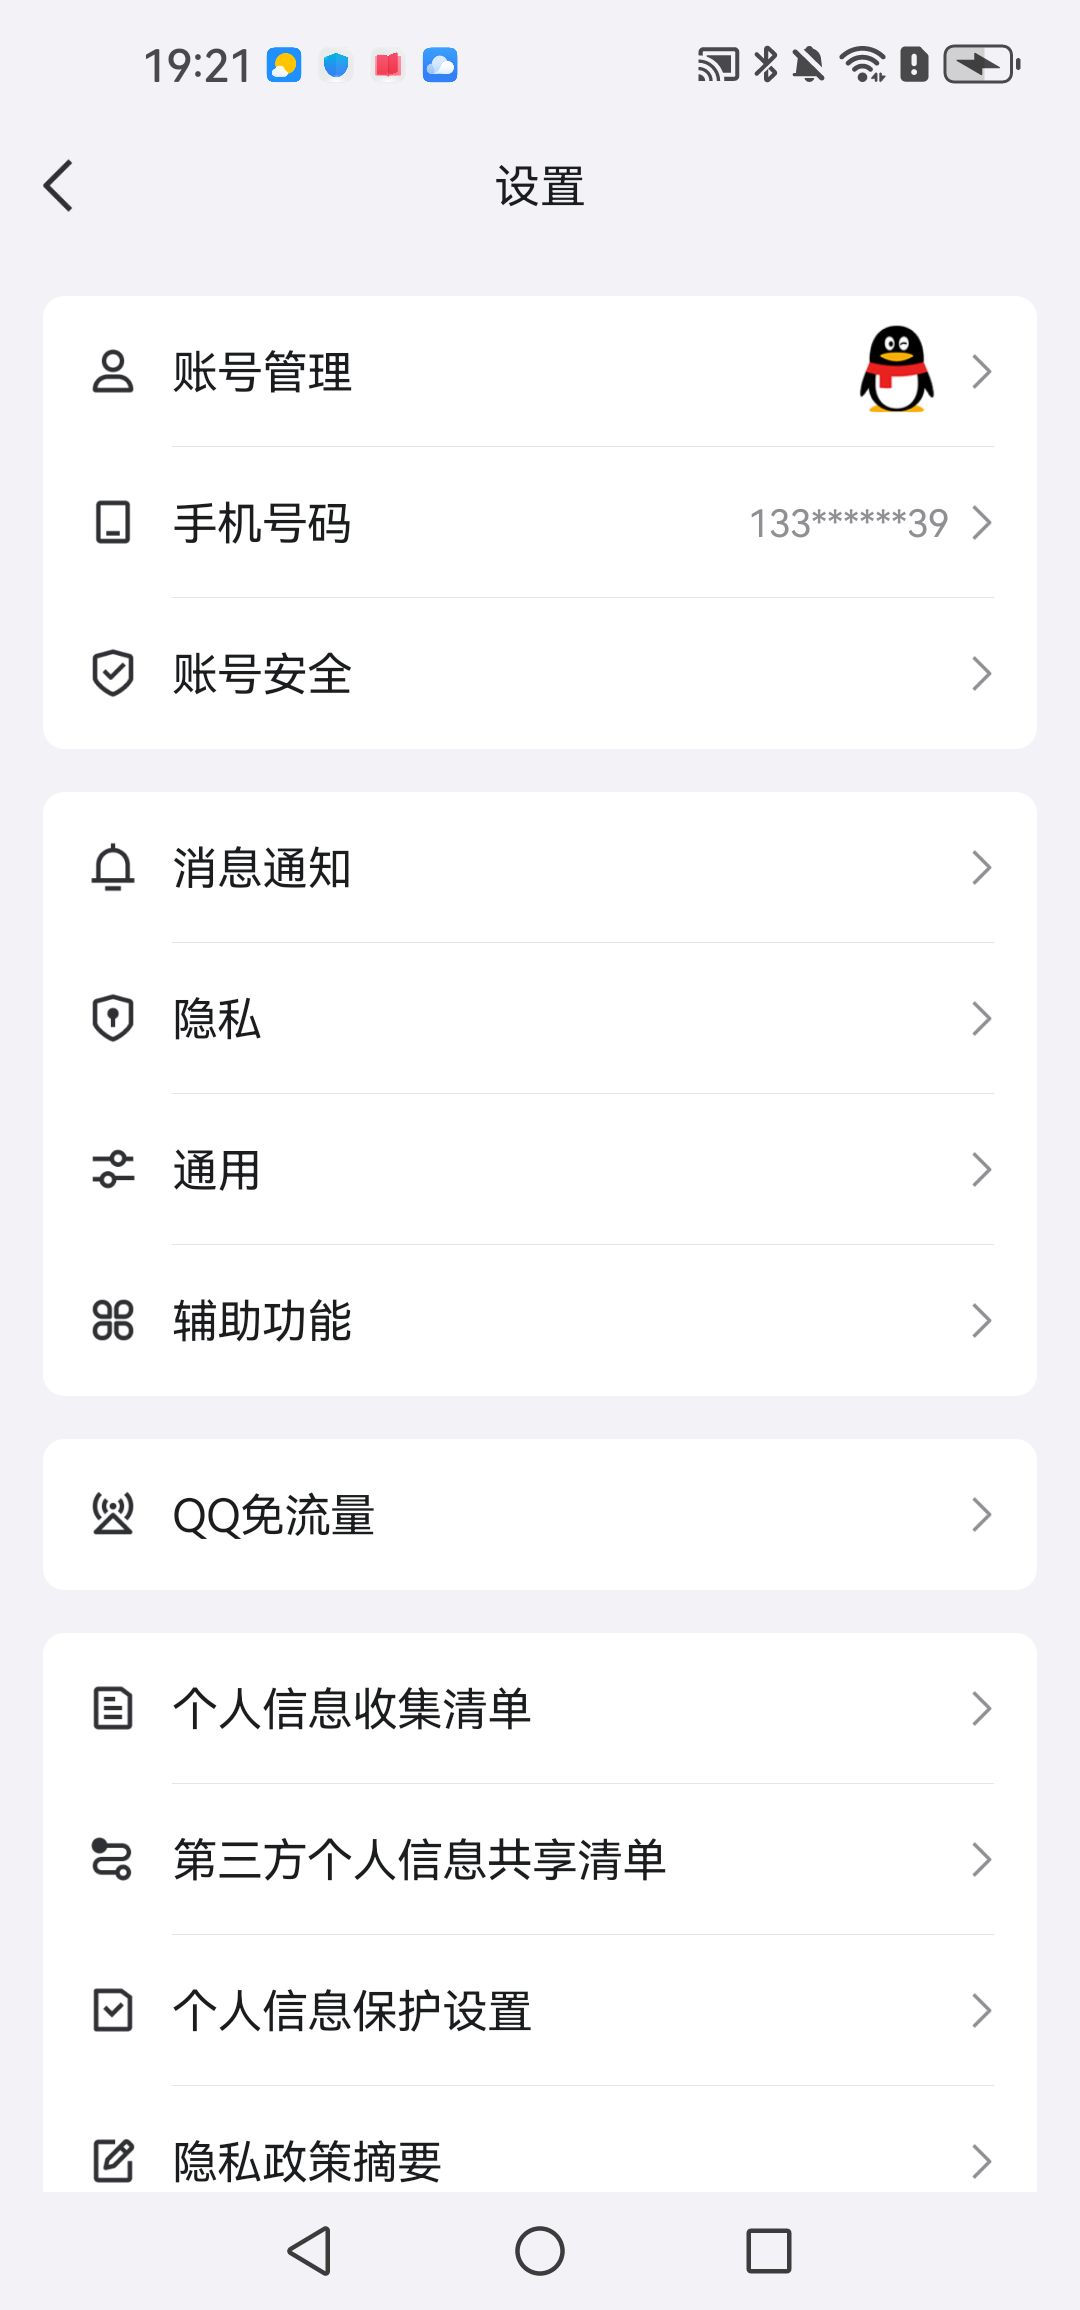 19:21
设置
账号管理
手机号码 133******39
账号安全
消息通知
隐私
通用
辅助功能
QQ免流量
个人信息收集清单
第三方个人信息共享清单
个人信息保护设置
隐私政策摘要